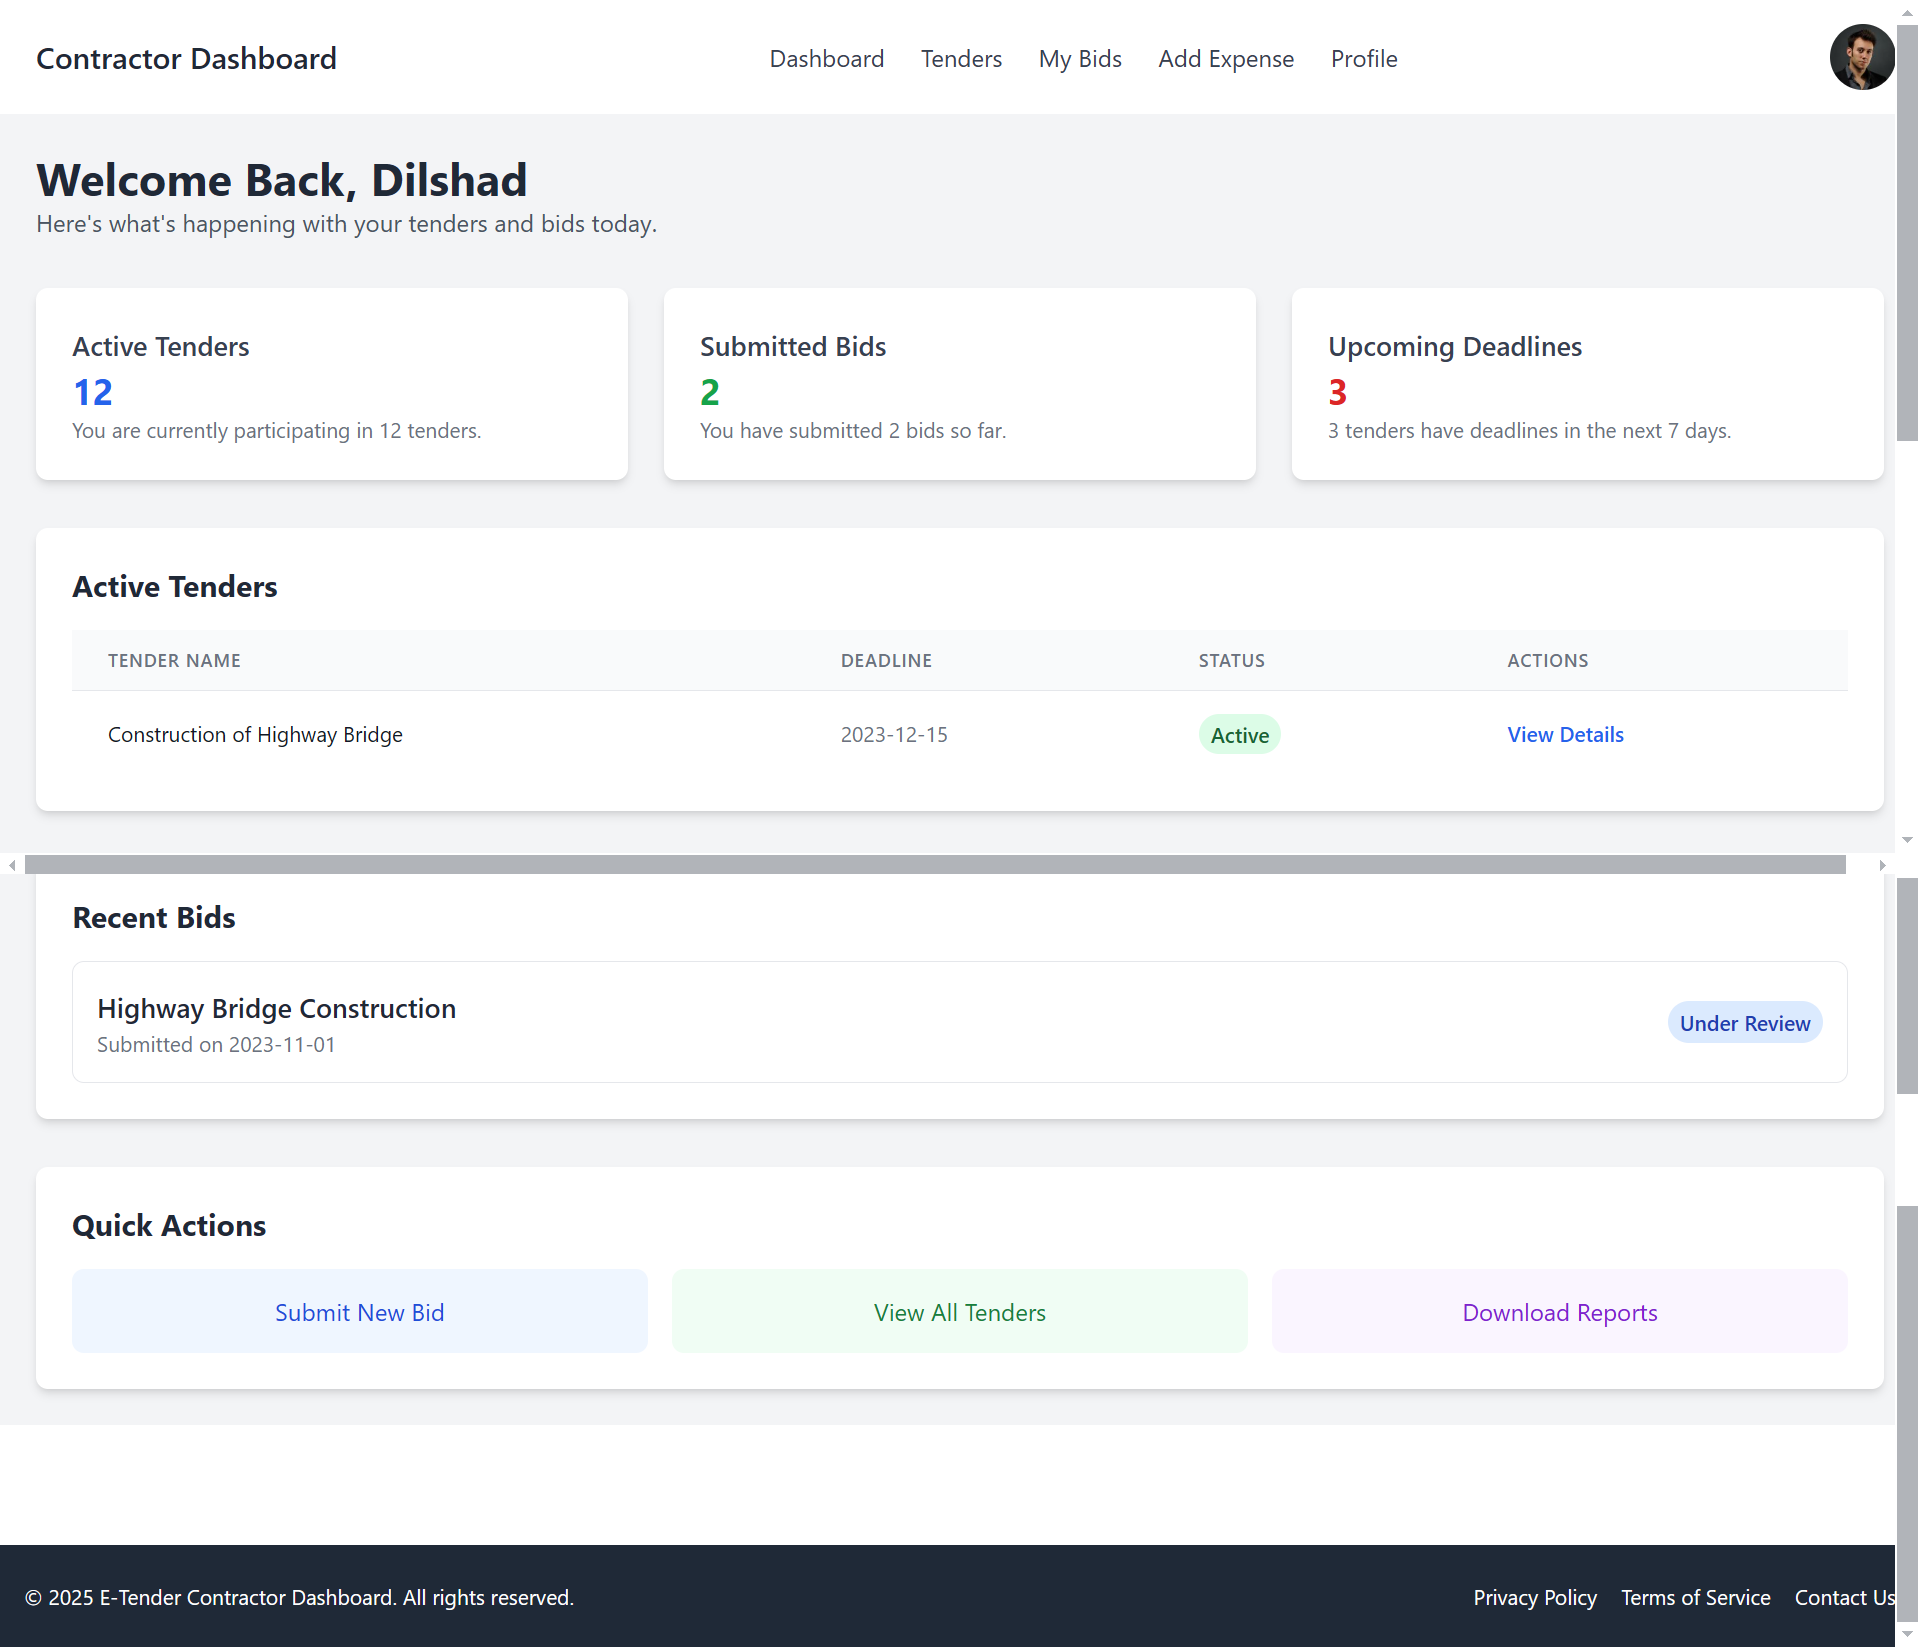 Contractor Dashboard
Dashboard Tenders My Bids Add Expense Profile
Welcome Back, Dilshad
Here's what's happening with your tenders and bids today.
Active Tenders
12
You are currently participating in 12 tenders.
Submitted Bids
2
You have submitted 2 bids so far.
Upcoming Deadlines
3
3 tenders have deadlines in the next 7 days.
Active Tenders
TENDER NAME DEADLINE STATUS ACTIONS
Construction of Highway Bridge 2023-12-15 Active View Details
Recent Bids
Highway Bridge Construction
Submitted on 2023-11-01
Under Review
Quick Actions
Submit New Bid
View All Tenders
Download Reports
© 2025 E-Tender Contractor Dashboard. All rights reserved.
Privacy Policy Terms of Service Contact Us